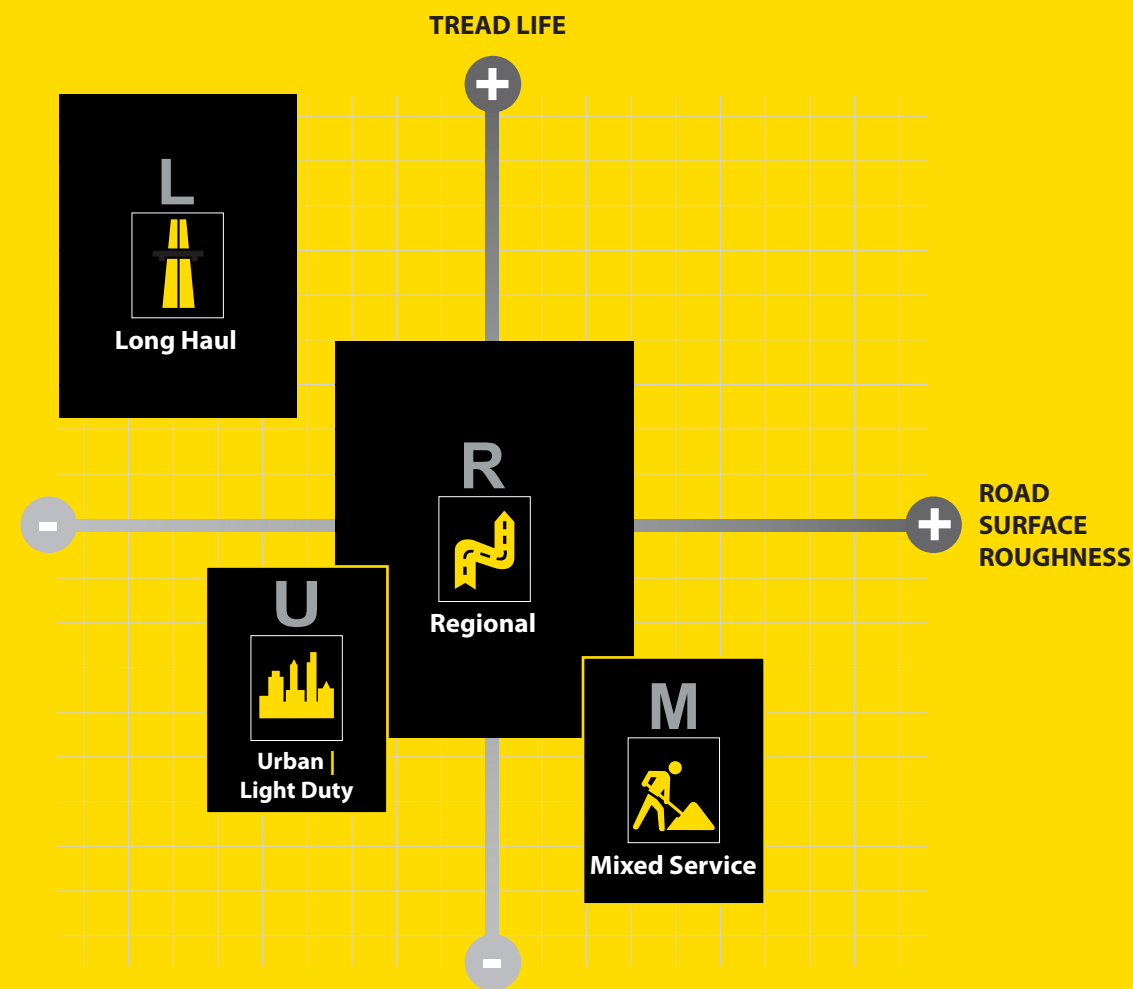 TREAD LIFE
+
L
Long Haul
R
Regional
-
+
ROAD
SURFACE
ROUGHNESS
U
Urban |
Light Duty
M
Mixed Service
-